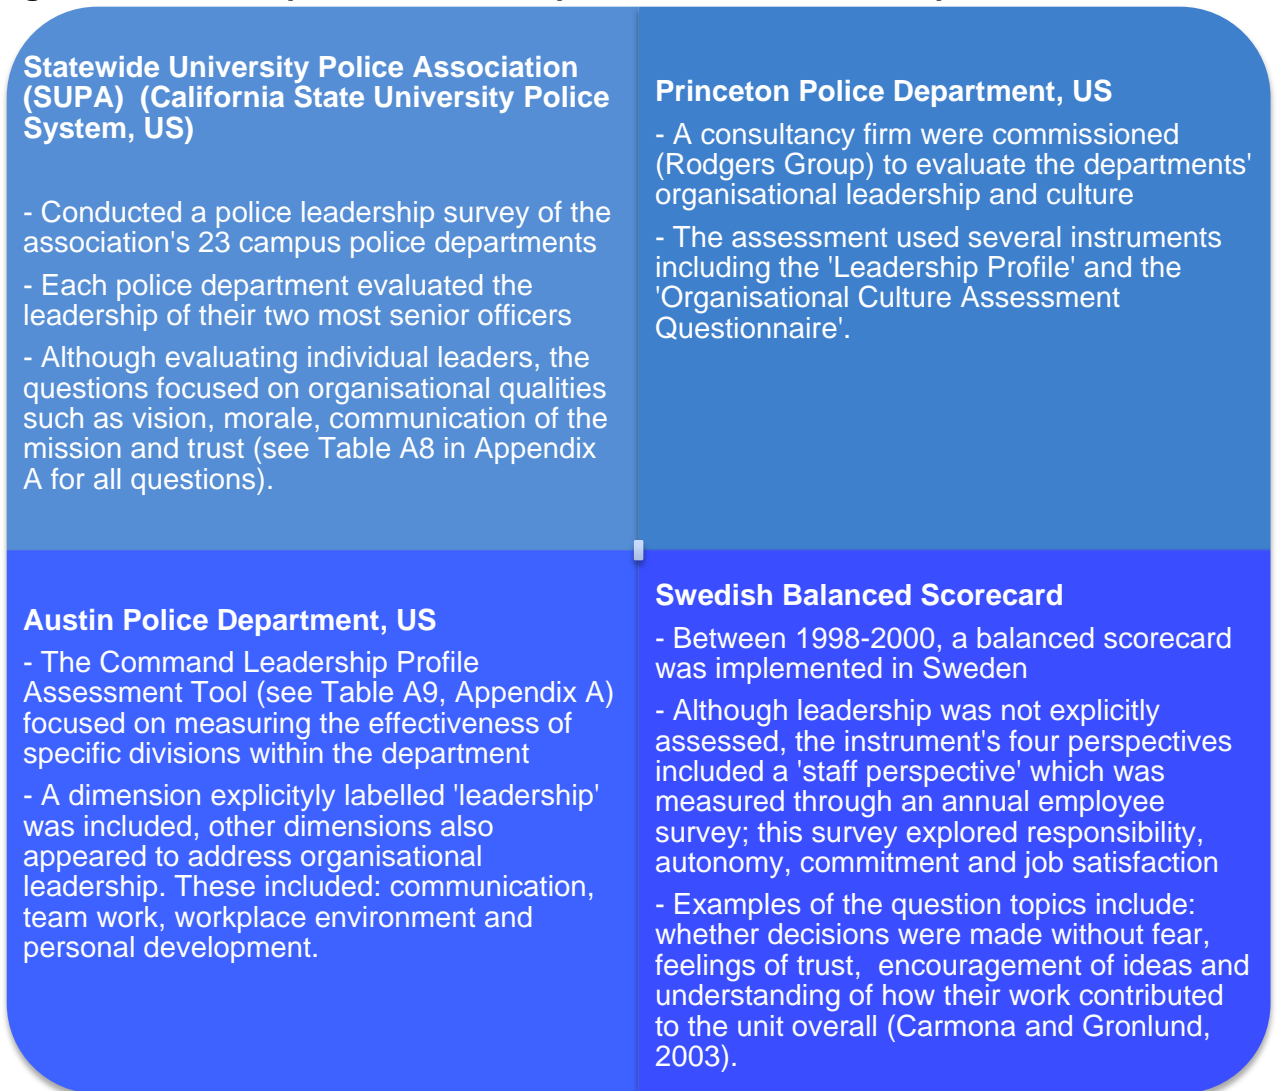 Statewide University Police Association
(SUPA)  (California State University Police
System, US)
- Conducted a police leadership survey of the
association's 23 campus police departments
- Each police department evaluated the
leadership of their two most senior officers
- Although evaluating individual leaders, the
questions focused on organisational qualities
such as vision, morale, communication of the
mission and trust (see Table A8 in Appendix
A for all questions).
Princeton Police Department, US
- A consultancy firm were commissioned
(Rodgers Group) to evaluate the departments'
organisational leadership and culture
- The assessment used several instruments
including the 'Leadership Profile' and the
'Organisational Culture Assessment
Questionnaire'.
Austin Police Department, US
- The Command Leadership Profile
Assessment Tool (see Table A9, Appendix A)
focused on measuring the effectiveness of
specific divisions within the department
- A dimension explicityly labelled 'leadership'
was included, other dimensions also
appeared to address organisational
leadership. These included: communication,
team work, workplace environment and
personal development.
Swedish Balanced Scorecard
- Between 1998-2000, a balanced scorecard
was implemented in Sweden
- Although leadership was not explicitly
assessed, the instrument's four perspectives
included a 'staff perspective' which was
measured through an annual employee
survey; this survey explored responsibility,
autonomy, commitment and job satisfaction
- Examples of the question topics include:
whether decisions were made without fear,
feelings of trust,  encouragement of ideas and
understanding of how their work contributed
to the unit overall (Carmona and Gronlund,
2003).